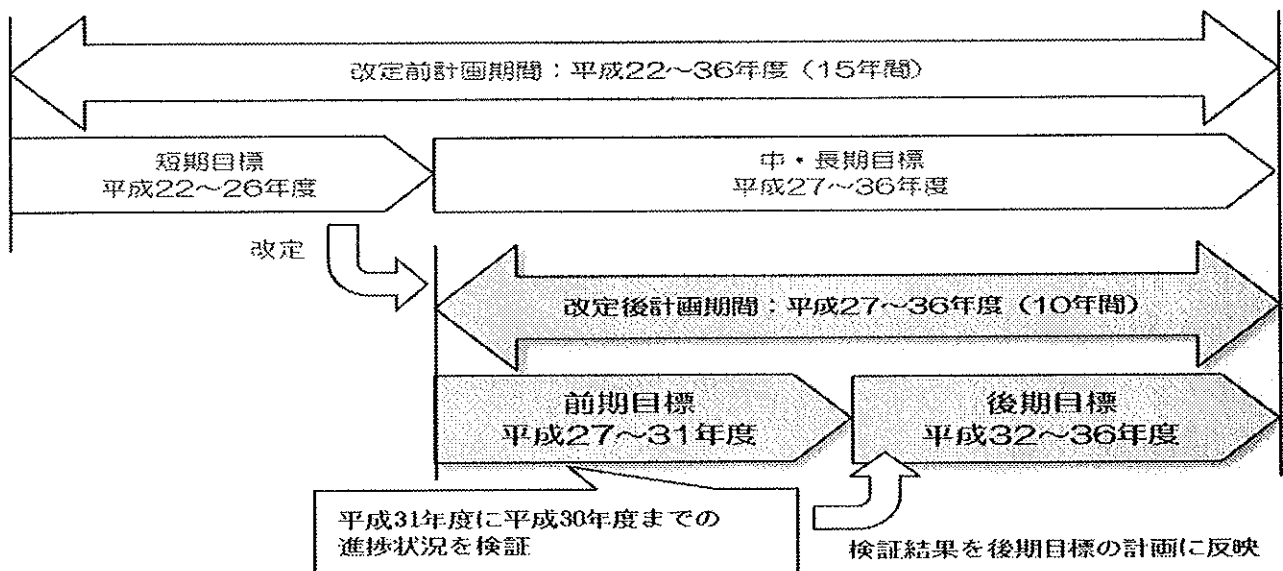 改定前計画期間：平成22～36年度（15年間）
短期目標
平成22～26年度
中・長期目標
平成27～36年度
改定
改定後計画期間：平成27～36年度（10年間）
前期目標
平成27～31年度
後期目標
平成32～36年度
平成31年度に平成30年度までの
進捗状況を検証
検証結果を後期目標の計画に反映